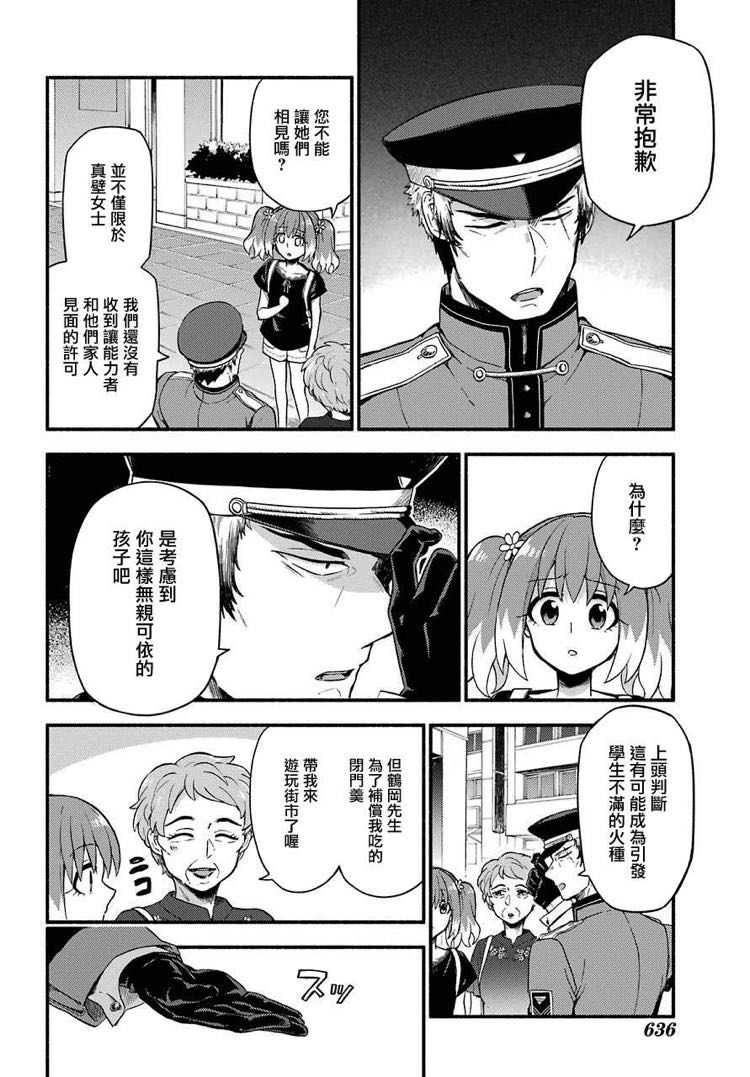 非常抱歉
您不能
讓她們
相見嗎?
並不僅限於
真壁女士
我們還沒有
收到讓能力者
和他們家人
見面的許可
為什麼?
是考慮到
你這樣無親可依的
孩子吧
上頭判斷
這有可能成為引發
學生不滿的火種
但鶴岡先生
為了補償我吃的
閉門羹
帶我來
遊玩街市了喔
スッ
636